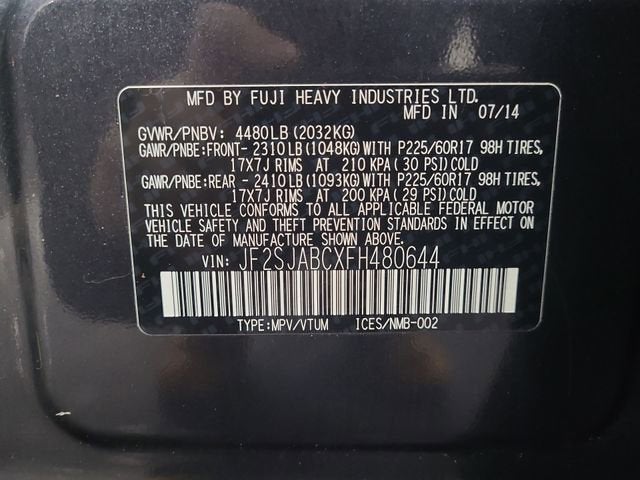 MFD BY FUJI HEAVY INDUSTRIES LTD.
MFD IN 07/14
GVWR/PNBV: 4480LB(2032KG)
GAWR/PNBE:FRONT- 2310LB(1048KG)WITH P225/60R17 98H TIRES,
17X7J RIMS AT 210 KPA(30 PSI)COLD
GAWR/PNBE:REAR - 2410LB(1093KG)WITH P225/60R17 98H TIRES,
17X7J RIMS AT 200 KPA(29 PSI)COLD
THIS VEHICLE CONFORMS TO ALL APPLICABLE FEDERAL MOTOR
VEHICLE SAFETY AND THEFT PREVENTION STANDARDS IN EFFECT ON
THE DATE OF MANUFACTURE SHOWN ABOVE.
VIN: JF2SJABCXFH480644
TYPE:MPV/VTUM ICES/NMB-002